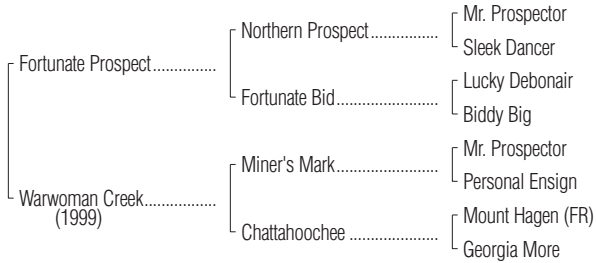 Mr. Prospector
Northern Prospect.................
Sleek Dancer
Fortunate Prospect................
Lucky Debonair
Fortunate Bid..........................
Biddy Big
Mr. Prospector
Miner's Mark..........................
Personal Ensign
Warwoman Creek..................
(1999)
Mount Hagen (FR)
Chattahoochee ......................
Georgia More